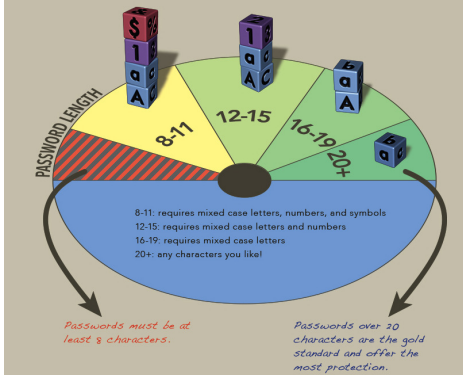 $
1
a
A
2
1
a
A C
b
a
A
b
a
PASSWORD LENGTH
8-11
12-15
16-19
20+
8-11: requires mixed case letters, numbers, and symbols
12-15: requires mixed case letters and numbers
16-19: requires mixed case letters
20+: any characters you like!
Passwords must be at
least 8 characters.
Passwords over 20
characters are the gold
standard and offer the
most protection.